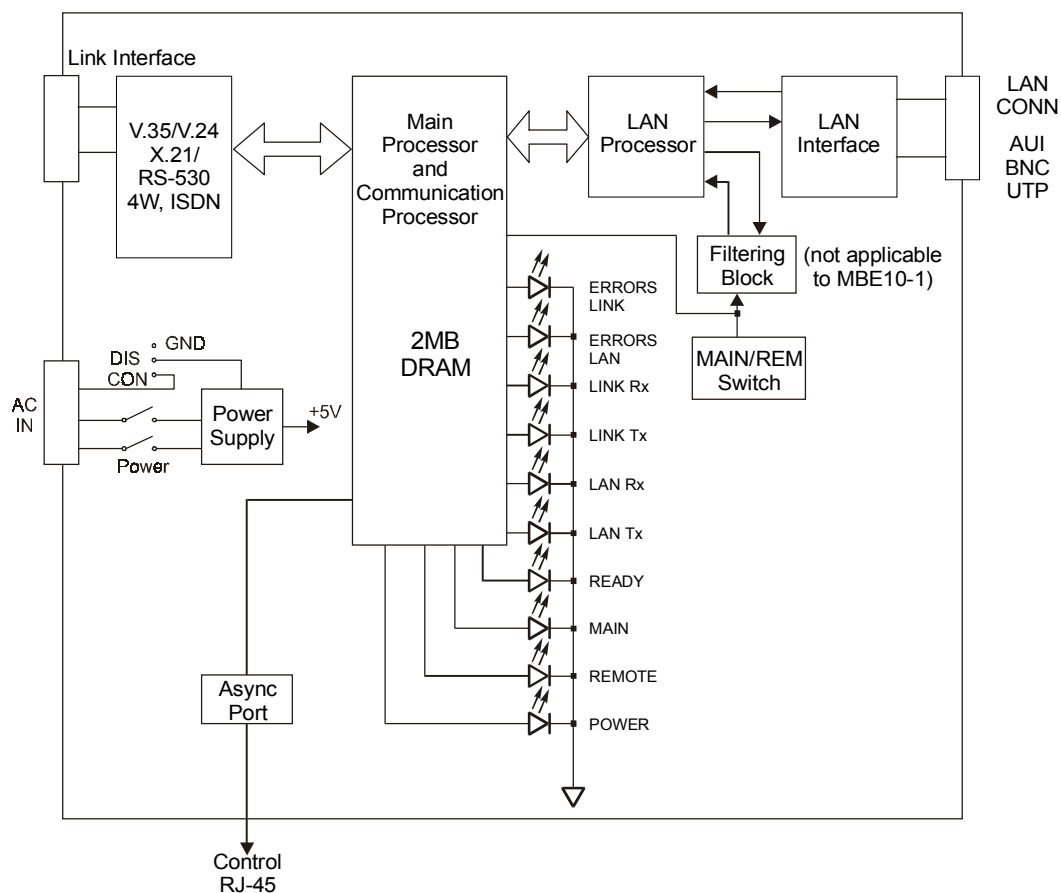 Link Interface
V.35/V.24
X.21/
RS-530
4W, ISDN
Main
Processor
and
Communication
Processor
2MB
DRAM
LAN
Processor
LAN
Interface
LAN
CONN
AUI
BNC
UTP
Filtering
Block
(not applicable
to MBE10-1)
MAIN/REM
Switch
ERRORS
LINK
ERRORS
LAN
LINK Rx
LINK Tx
LAN Rx
LAN Tx
READY
MAIN
REMOTE
POWER
GND
DIS
CON
AC
IN
Power
Supply
+5V
Power
Async
Port
Control
RJ-45